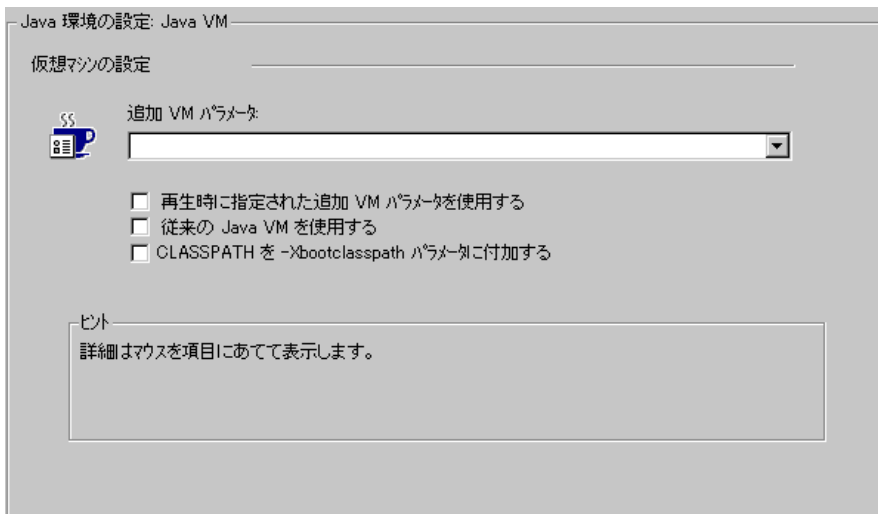 Java 環境の設定: Java VM
仮想ﾏｼﾝの設定
追加 VM ﾊﾟﾗﾒｰﾀ:
再生時に指定された追加 VM ﾊﾟﾗﾒｰﾀを使用する
従来の Java VM を使用する
CLASSPATH を -Xbootclasspath ﾊﾟﾗﾒｰﾀに付加する
ﾋﾝﾄ
詳細はﾏｳｽを項目にあてて表示します。